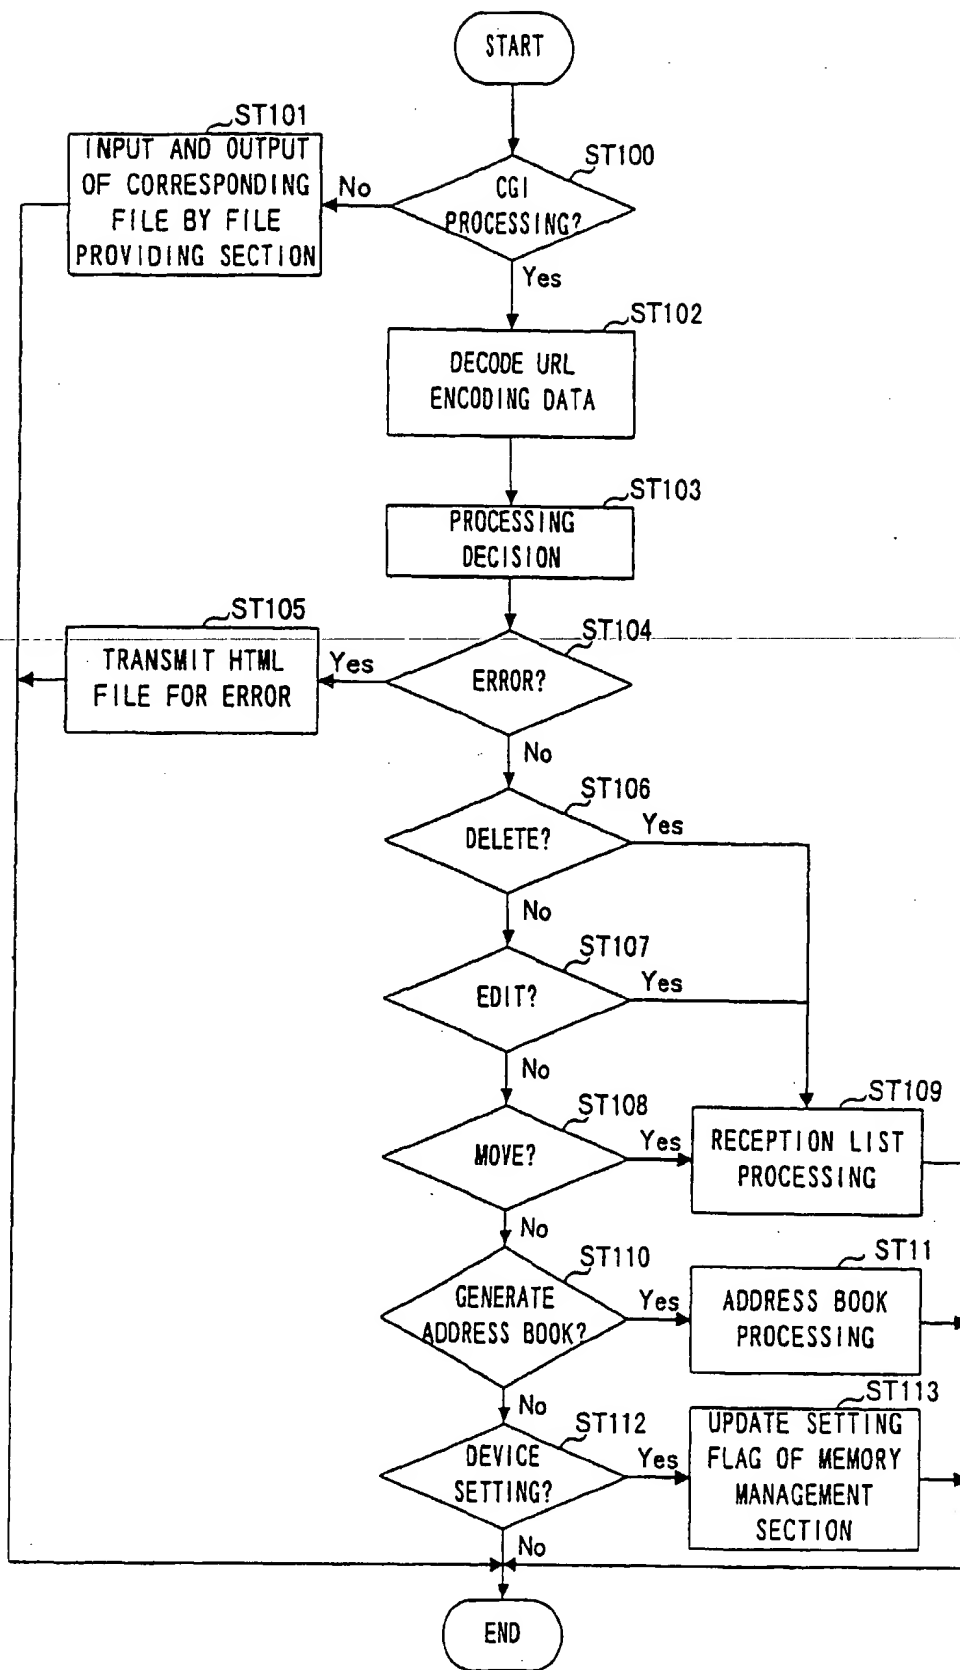 START
ST101
INPUT AND OUTPUT
OF CORRESPONDING
FILE BY FILE
PROVIDING SECTION
No
ST100
CGI
PROCESSING?
Yes
ST102
DECODE URL
ENCODING DATA
ST103
PROCESSING
DECISION
ST105
TRANSMIT HTML
FILE FOR ERROR
Yes
ST104
ERROR?
No
ST106
DELETE?
Yes
No
ST107
EDIT?
Yes
No
ST108
MOVE?
Yes
ST109
RECEPTION LIST
PROCESSING
No
ST110
GENERATE
ADDRESS BOOK?
Yes
ST11
ADDRESS BOOK
PROCESSING
No
ST112
DEVICE
SETTING?
Yes
ST113
UPDATE SETTING
FLAG OF MEMORY
MANAGEMENT
SECTION
No
END